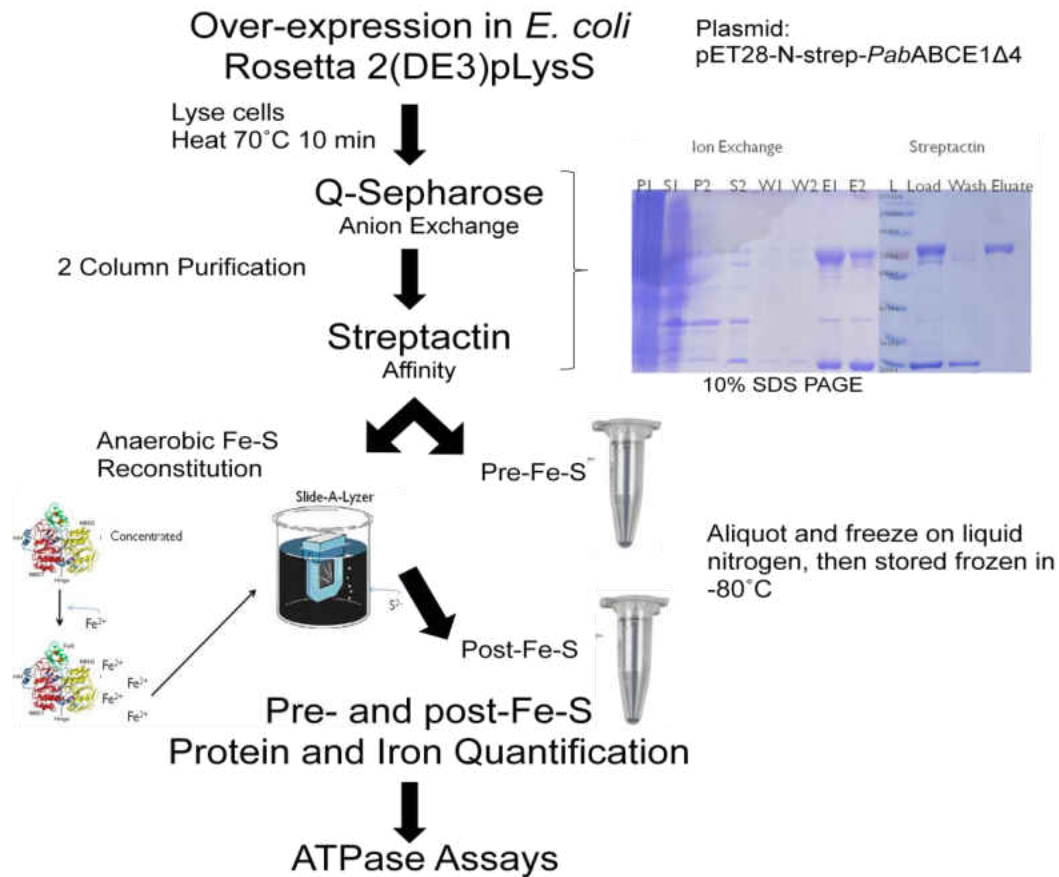 Over-expression in E. coli
Rosetta 2(DE3)pLysS
Plasmid:
pET28-N-strep-PabABCE1Δ4
Lyse cells
Heat 70˚C 10 min
Ion Exchange
Streptactin
P1 S1 P2 S2 W1 W2 E1 E2 L Load Wash Eluate
Q-Sepharose
Anion Exchange
2 Column Purification
Streptactin
Affinity
10% SDS PAGE
Anaerobic Fe-S
Reconstitution
Pre-Fe-S
Slide-A-Lyzer
Concentrated
Aliquot and freeze on liquid
nitrogen, then stored frozen in
-80˚C
Fe²⁺
S²⁻
Post-Fe-S
Fe²⁺
Fe²⁺
Fe²⁺
Fe²⁺
Pre- and post-Fe-S
Protein and Iron Quantification
ATPase Assays